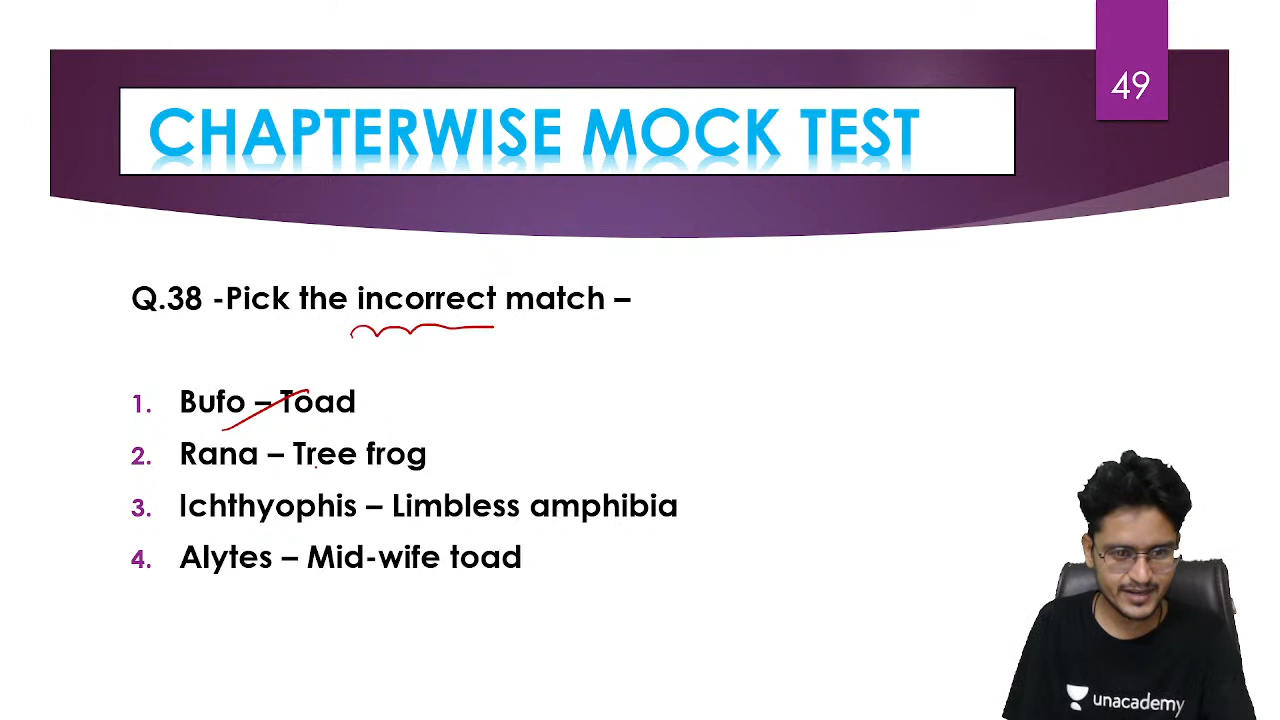 49
CHAPTERWISE MOCK TEST
Q.38 -Pick the incorrect match –
1. Bufo – Toad
2. Rana – Tree frog
3. Ichthyophis – Limbless amphibia
4. Alytes – Mid-wife toad
unacademy